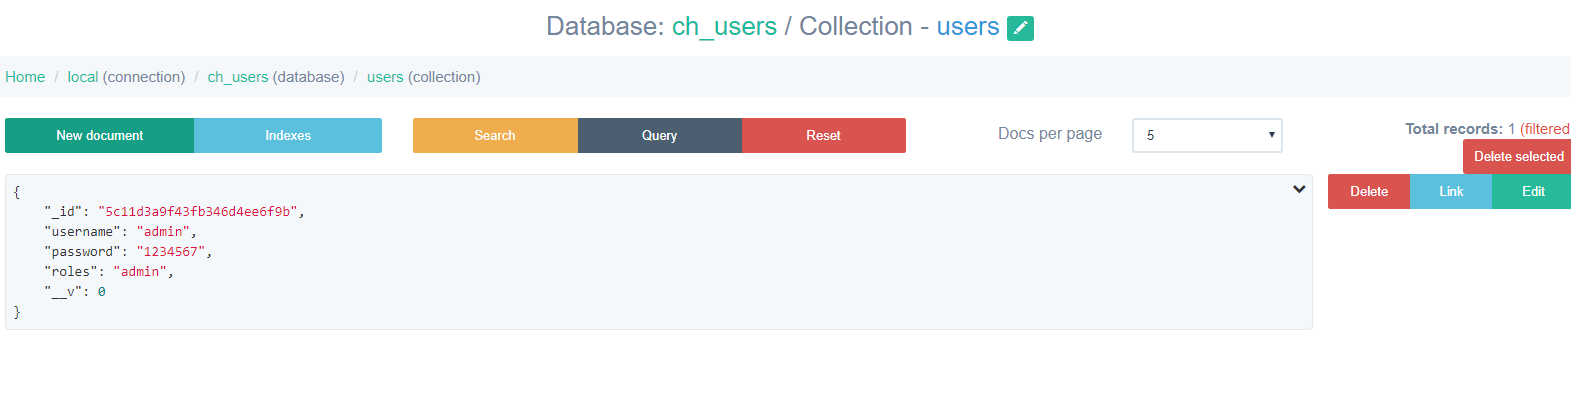 Database: ch_users / Collection - users
Home / local (connection) / ch_users (database) / users (collection)
New document Indexes Search Query Reset Docs per page 5 Total records: 1 (filtered
Delete selected
Delete Link Edit
{
"_id": "5c11d3a9f43fb346d4ee6f9b",
"username": "admin",
"password": "1234567",
"roles": "admin",
"__v": 0
}